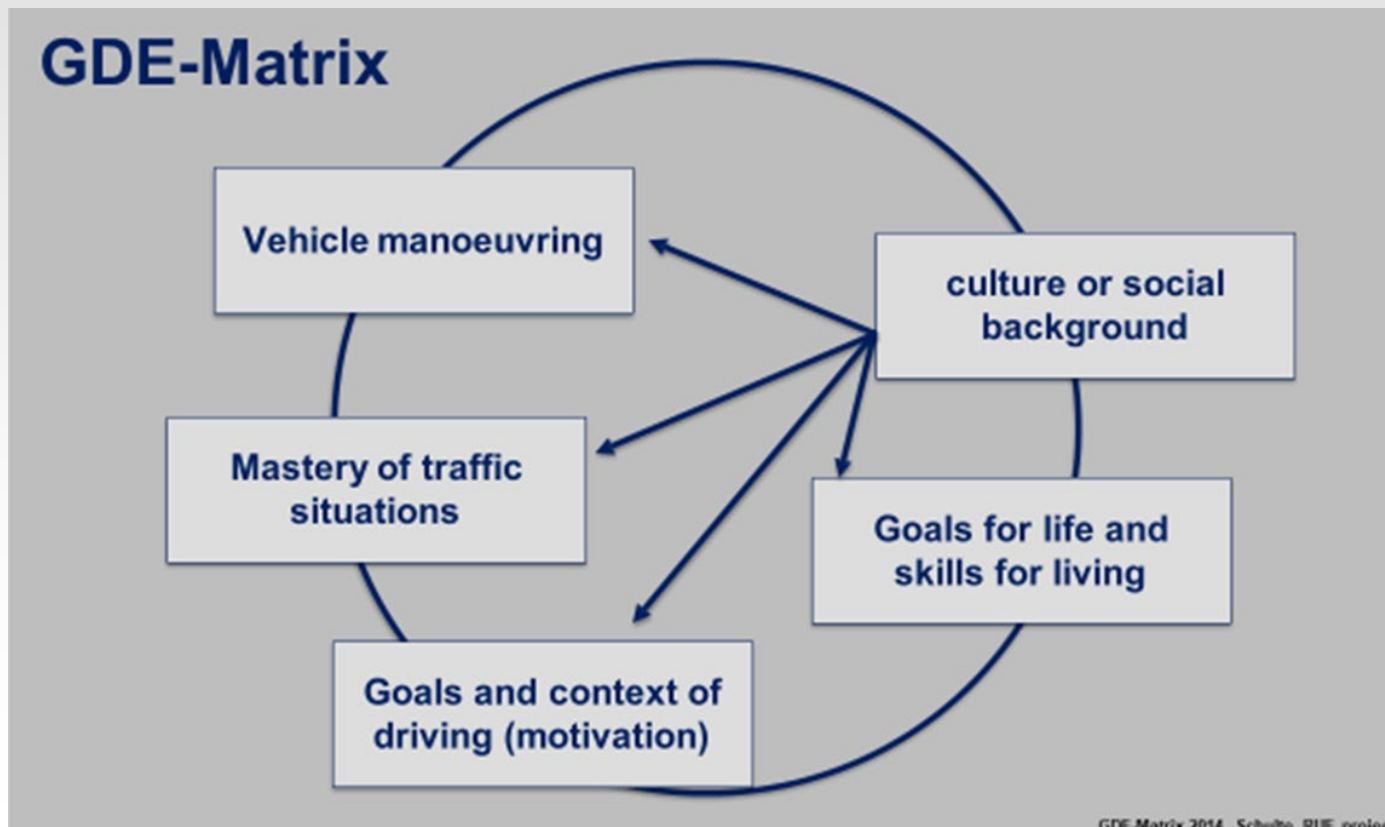 GDE-Matrix
Vehicle manoeuvring
culture or social
background
Mastery of traffic
situations
Goals for life and
skills for living
Goals and context of
driving (motivation)
GDE-Matrix 2014, Schulte,